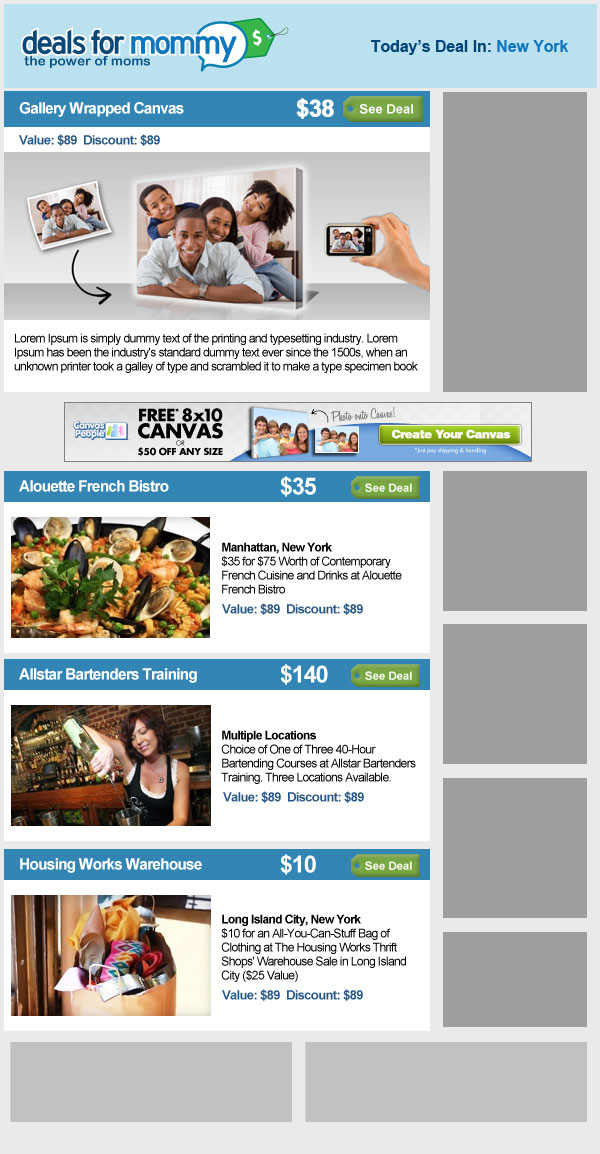 deals for mommy $
the power of moms
Today's Deal In: New York
Gallery Wrapped Canvas $38 See Deal
Value: $89 Discount: $89
Lorem Ipsum is simply dummy text of the printing and typesetting industry. Lorem
Ipsum has been the industry's standard dummy text ever since the 1500s, when an
unknown printer took a galley of type and scrambled it to make a type specimen book
Canvas
People
FREE* 8x10
CANVAS
OR
$50 OFF ANY SIZE
Photo onto Canvas!
Create Your Canvas
*Just pay shipping & handling
Alouette French Bistro $35 See Deal
Manhattan, New York
$35 for $75 Worth of Contemporary
French Cuisine and Drinks at Alouette
French Bistro
Value: $89 Discount: $89
Allstar Bartenders Training $140 See Deal
Multiple Locations
Choice of One of Three 40-Hour
Bartending Courses at Allstar Bartenders
Training. Three Locations Available.
Value: $89 Discount: $89
Housing Works Warehouse $10 See Deal
Long Island City, New York
$10 for an All-You-Can-Stuff Bag of
Clothing at The Housing Works Thrift
Shops' Warehouse Sale in Long Island
City ($25 Value)
Value: $89 Discount: $89